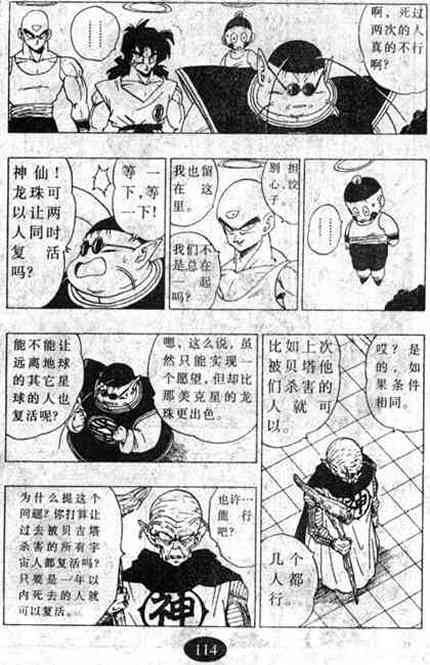 啊，死过
两次的人
真的不行
啊？
……
……
别担
心，饺
子。
我也留
在这
里。
我们不
是总在
一起
吗？
等一
下，等
一下！
神仙！
龙珠可
以让两
人同时
复活
吗？
哎？是
的，如
果条件
相同。
比如上次
被贝塔他
们杀害的
人就可
以。
几个
人都
行。
嗯，这么说，虽
然只能实现一
个愿望，但却比
那美克星的龙
珠更出色。
能不能让
远离地球
的其它星
球的人也
复活呢？
也许…
能行
吧？
为什么提这个
问题？你打算让
过去被贝吉塔
杀害的所有宇
宙人都复活吗？
只要是一年以
内死去的人就
可以复活。
神
神
114